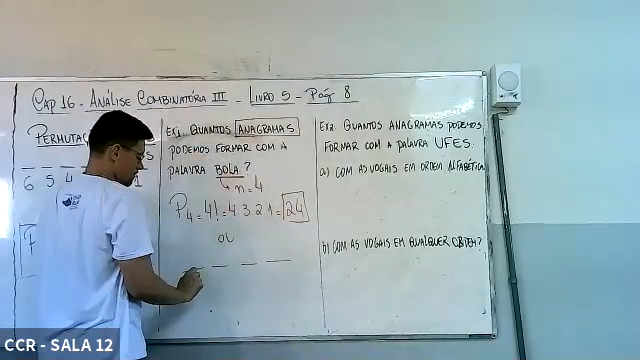 CAP 16 - ANÁLISE COMBINATÓRIA III - LIVRO 5 - PÁG 8
6 5 4 1
EX1. QUANTOS ANAGRAMAS
PODEMOS FORMAR COM A
PALAVRA BOLA?
n=4
P4 = 4! = 4 3 2 1 = 24
OU
EX2. QUANTOS ANAGRAMAS PODEMOS
FORMAR COM A PALAVRA UFES.
a) COM AS VOGAIS EM ORDEM ALFABÉTICA
b) COM AS VOGAIS EM QUALQUER ORDEM?
CCR - SALA 12